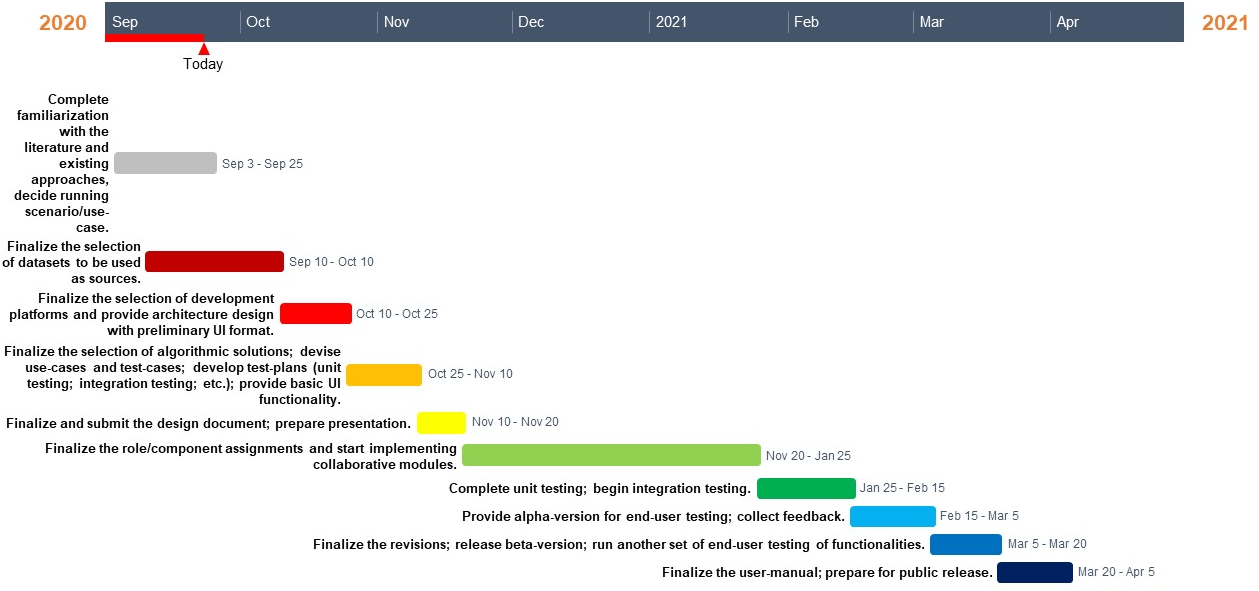 2020 Sep Oct Nov Dec 2021 Feb Mar Apr 2021
Today
Complete
familiarization
with the
literature and
existing
approaches,
decide running
scenario/use-
case.
Sep 3 - Sep 25
Finalize the selection
of datasets to be used
as sources.
Sep 10 - Oct 10
Finalize the selection of development
platforms and provide architecture design
with preliminary UI format.
Oct 10 - Oct 25
Finalize the selection of algorithmic solutions; devise
use-cases and test-cases; develop test-plans (unit
testing; integration testing; etc.); provide basic UI
functionality.
Oct 25 - Nov 10
Finalize and submit the design document; prepare presentation.
Nov 10 - Nov 20
Finalize the role/component assignments and start implementing
collaborative modules.
Nov 20 - Jan 25
Complete unit testing; begin integration testing.
Jan 25 - Feb 15
Provide alpha-version for end-user testing; collect feedback.
Feb 15 - Mar 5
Finalize the revisions; release beta-version; run another set of end-user testing of functionalities.
Mar 5 - Mar 20
Finalize the user-manual; prepare for public release.
Mar 20 - Apr 5